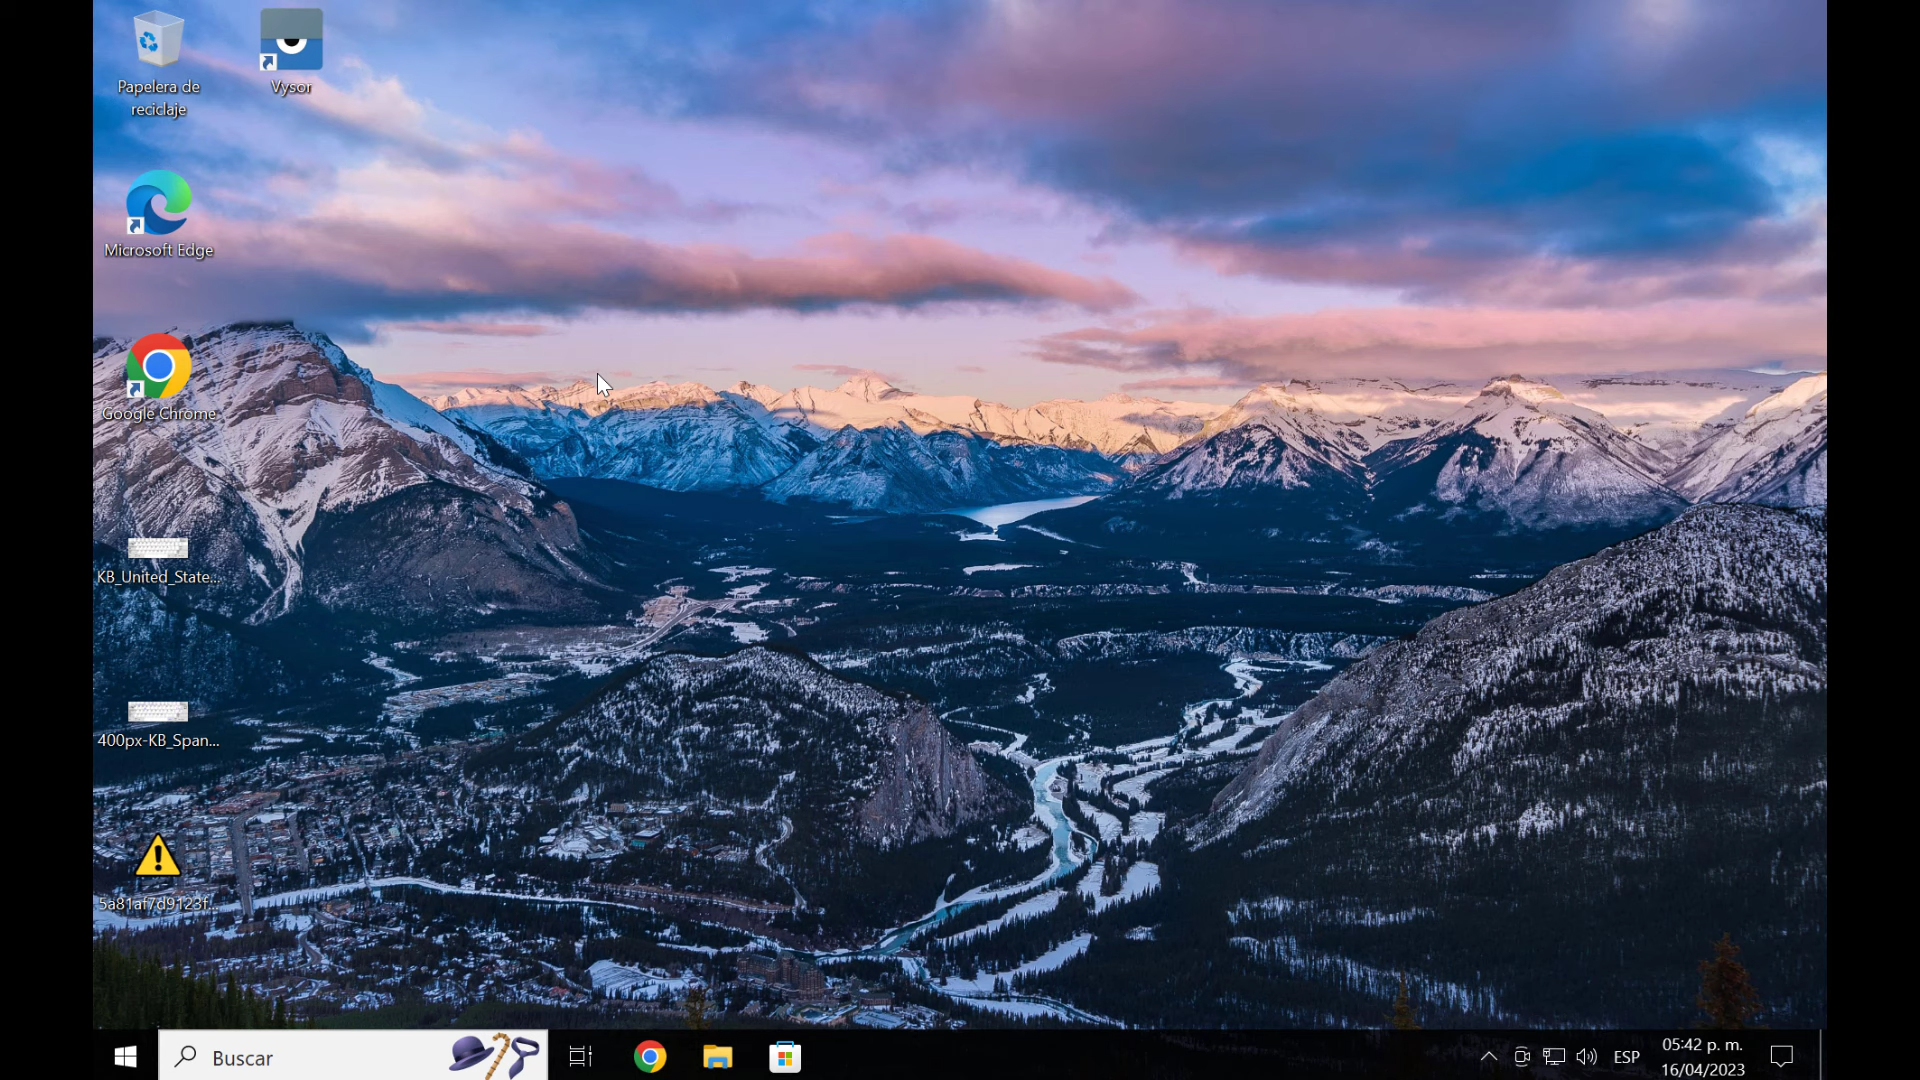 Papelera de
reciclaje
Vysor
Microsoft Edge
Google Chrome
KB_United_State...
400px-KB_Span...
5a81af7d9123f...
Buscar
ESP
05:42 p. m.
16/04/2023